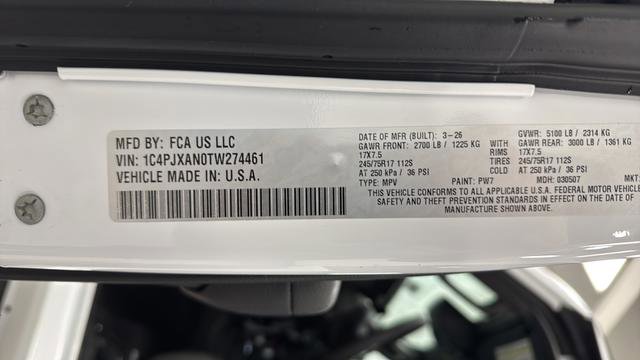 MFD BY: FCA US LLC
VIN: 1C4PJXAN0TW274461
VEHICLE MADE IN: U.S.A.
DATE OF MFR (BUILT): 3-26 GVWR: 5100 LB / 2314 KG
GAWR FRONT: 2700 LB / 1225 KG WITH GAWR REAR: 3000 LB / 1361 KG
17X7.5 RIMS 17X7.5
245/75R17 112S TIRES 245/75R17 112S
AT 250 kPa / 36 PSI COLD AT 250 kPa / 36 PSI
TYPE: MPV PAINT: PW7 MDH: 030507 MKT:
THIS VEHICLE CONFORMS TO ALL APPLICABLE U.S.A. FEDERAL MOTOR VEHICLE
SAFETY AND THEFT PREVENTION STANDARDS IN EFFECT ON THE DATE OF
MANUFACTURE SHOWN ABOVE.